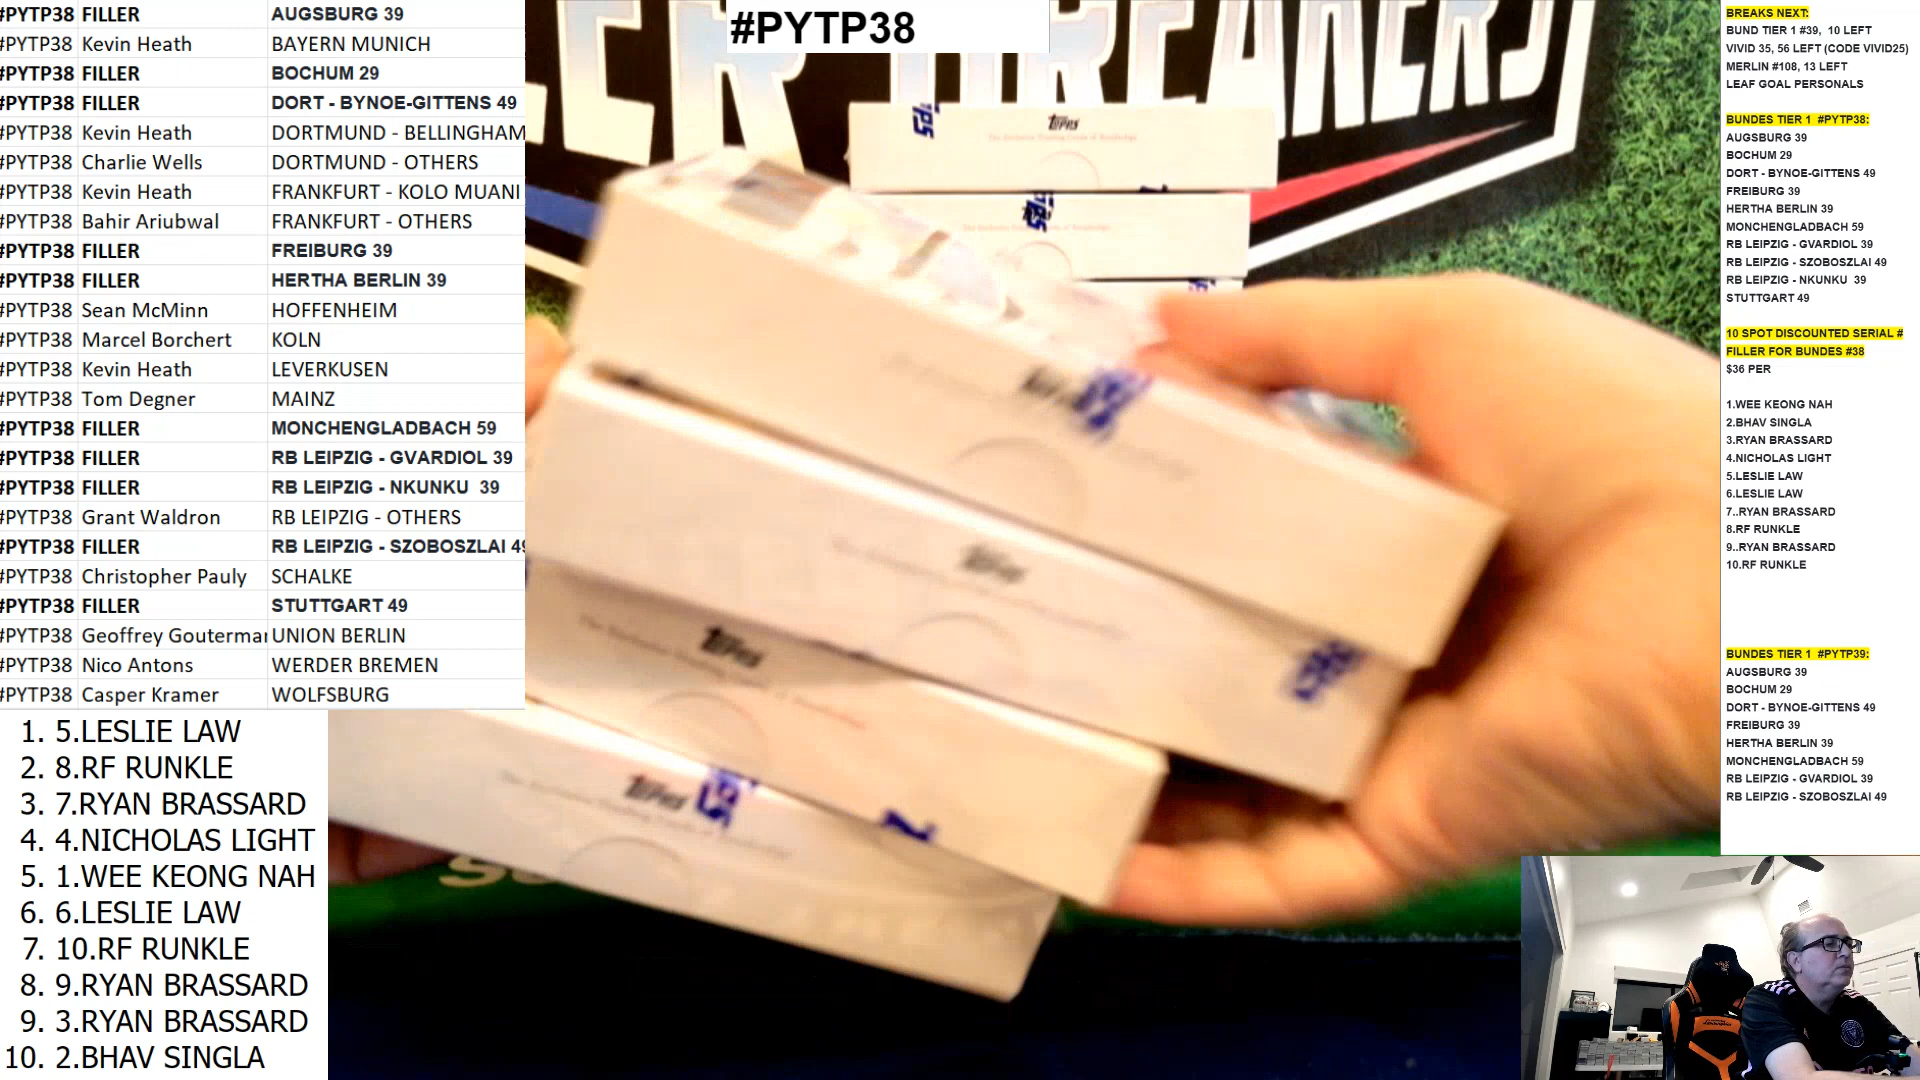 #PYTP38 FILLER AUGSBURG 39
#PYTP38 Kevin Heath BAYERN MUNICH
#PYTP38 FILLER BOCHUM 29
#PYTP38 FILLER DORT - BYNOE-GITTENS 49
#PYTP38 Kevin Heath DORTMUND - BELLINGHAM
#PYTP38 Charlie Wells DORTMUND - OTHERS
#PYTP38 Kevin Heath FRANKFURT - KOLO MUANI
#PYTP38 Bahir Ariubwal FRANKFURT - OTHERS
#PYTP38 FILLER FREIBURG 39
#PYTP38 FILLER HERTHA BERLIN 39
#PYTP38 Sean McMinn HOFFENHEIM
#PYTP38 Marcel Borchert KOLN
#PYTP38 Kevin Heath LEVERKUSEN
#PYTP38 Tom Degner MAINZ
#PYTP38 FILLER MONCHENGLADBACH 59
#PYTP38 FILLER RB LEIPZIG - GVARDIOL 39
#PYTP38 FILLER RB LEIPZIG - NKUNKU 39
#PYTP38 Grant Waldron RB LEIPZIG - OTHERS
#PYTP38 FILLER RB LEIPZIG - SZOBOSZLAI 49
#PYTP38 Christopher Pauly SCHALKE
#PYTP38 FILLER STUTTGART 49
#PYTP38 Geoffrey Gouterman UNION BERLIN
#PYTP38 Nico Antons WERDER BREMEN
#PYTP38 Casper Kramer WOLFSBURG
1. 5.LESLIE LAW
2. 8.RF RUNKLE
3. 7.RYAN BRASSARD
4. 4.NICHOLAS LIGHT
5. 1.WEE KEONG NAH
6. 6.LESLIE LAW
7. 10.RF RUNKLE
8. 9.RYAN BRASSARD
9. 3.RYAN BRASSARD
10. 2.BHAV SINGLA
#PYTP38
BREAKERS
Topps
Topps
Topps
Topps
BREAKS NEXT:
BUND TIER 1 #39, 10 LEFT
VIVID 35, 56 LEFT (CODE VIVID25)
MERLIN #108, 13 LEFT
LEAF GOAL PERSONALS
BUNDES TIER 1 #PYTP38:
AUGSBURG 39
BOCHUM 29
DORT - BYNOE-GITTENS 49
FREIBURG 39
HERTHA BERLIN 39
MONCHENGLADBACH 59
RB LEIPZIG - GVARDIOL 39
RB LEIPZIG - SZOBOSZLAI 49
RB LEIPZIG - NKUNKU 39
STUTTGART 49
10 SPOT DISCOUNTED SERIAL #
FILLER FOR BUNDES #38
$36 PER
1.WEE KEONG NAH
2.BHAV SINGLA
3.RYAN BRASSARD
4.NICHOLAS LIGHT
5.LESLIE LAW
6.LESLIE LAW
7..RYAN BRASSARD
8.RF RUNKLE
9..RYAN BRASSARD
10.RF RUNKLE
BUNDES TIER 1 #PYTP39:
AUGSBURG 39
BOCHUM 29
DORT - BYNOE-GITTENS 49
FREIBURG 39
HERTHA BERLIN 39
MONCHENGLADBACH 59
RB LEIPZIG - GVARDIOL 39
RB LEIPZIG - SZOBOSZLAI 49